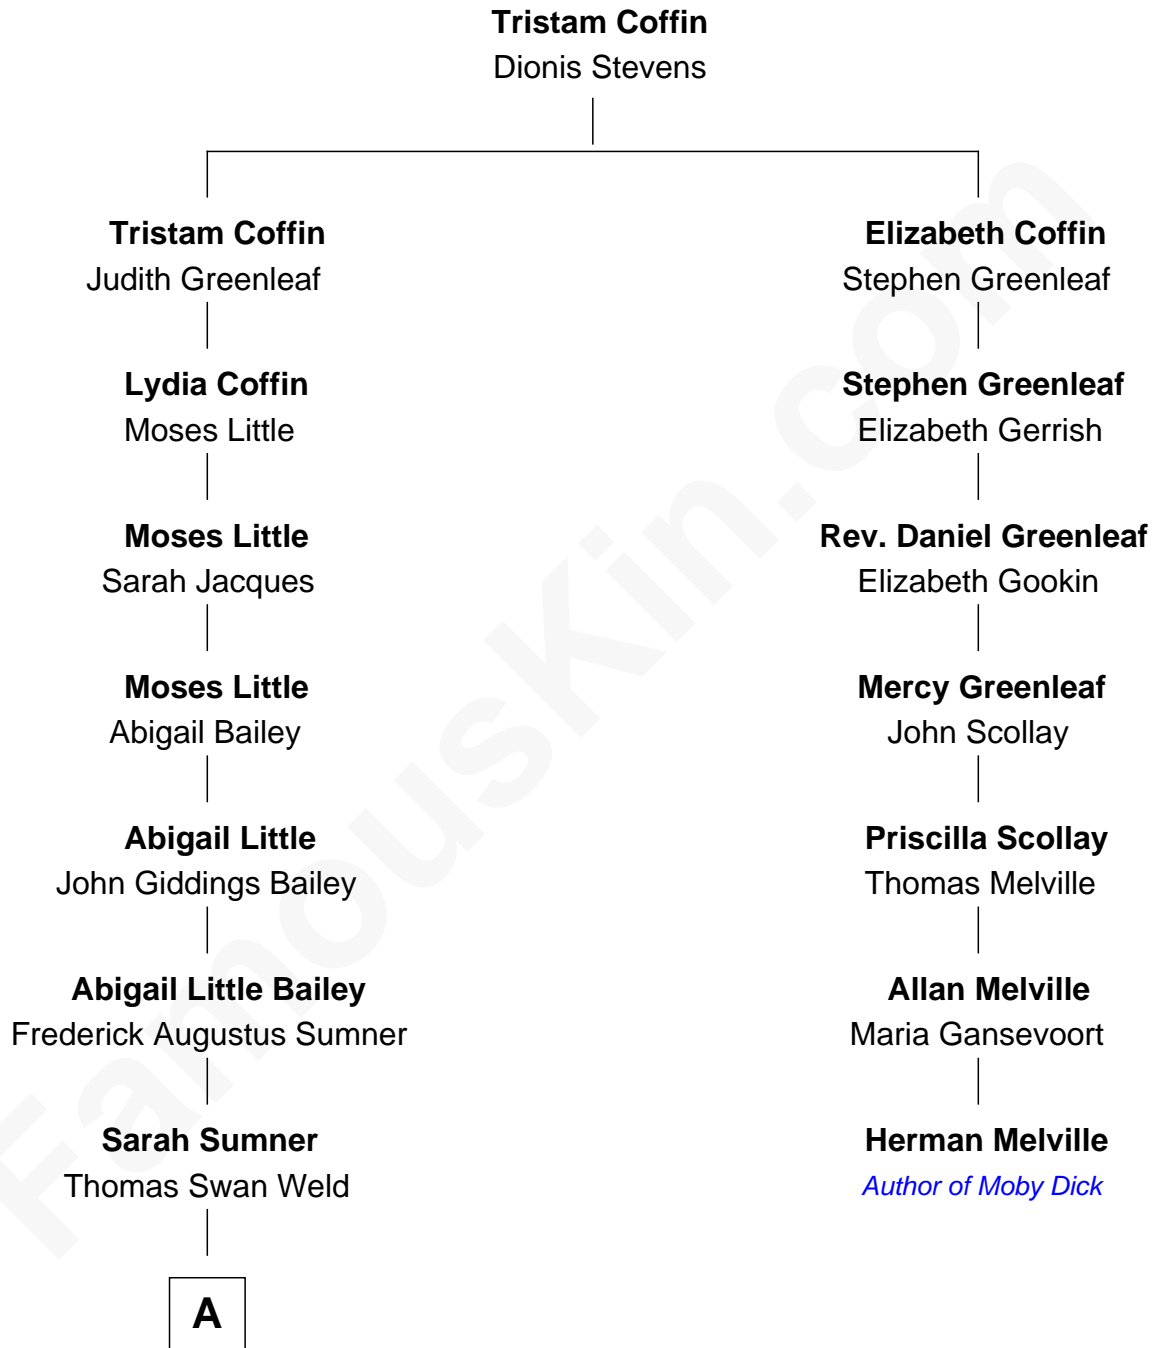 Tristam Coffin
Dionis Stevens
Tristam Coffin
Judith Greenleaf
Elizabeth Coffin
Stephen Greenleaf
Lydia Coffin
Moses Little
Stephen Greenleaf
Elizabeth Gerrish
Moses Little
Sarah Jacques
Rev. Daniel Greenleaf
Elizabeth Gookin
Moses Little
Abigail Bailey
Mercy Greenleaf
John Scollay
Abigail Little
John Giddings Bailey
Priscilla Scollay
Thomas Melville
Abigail Little Bailey
Frederick Augustus Sumner
Allan Melville
Maria Gansevoort
Sarah Sumner
Thomas Swan Weld
Herman Melville
Author of Moby Dick
A
FamousKin.com